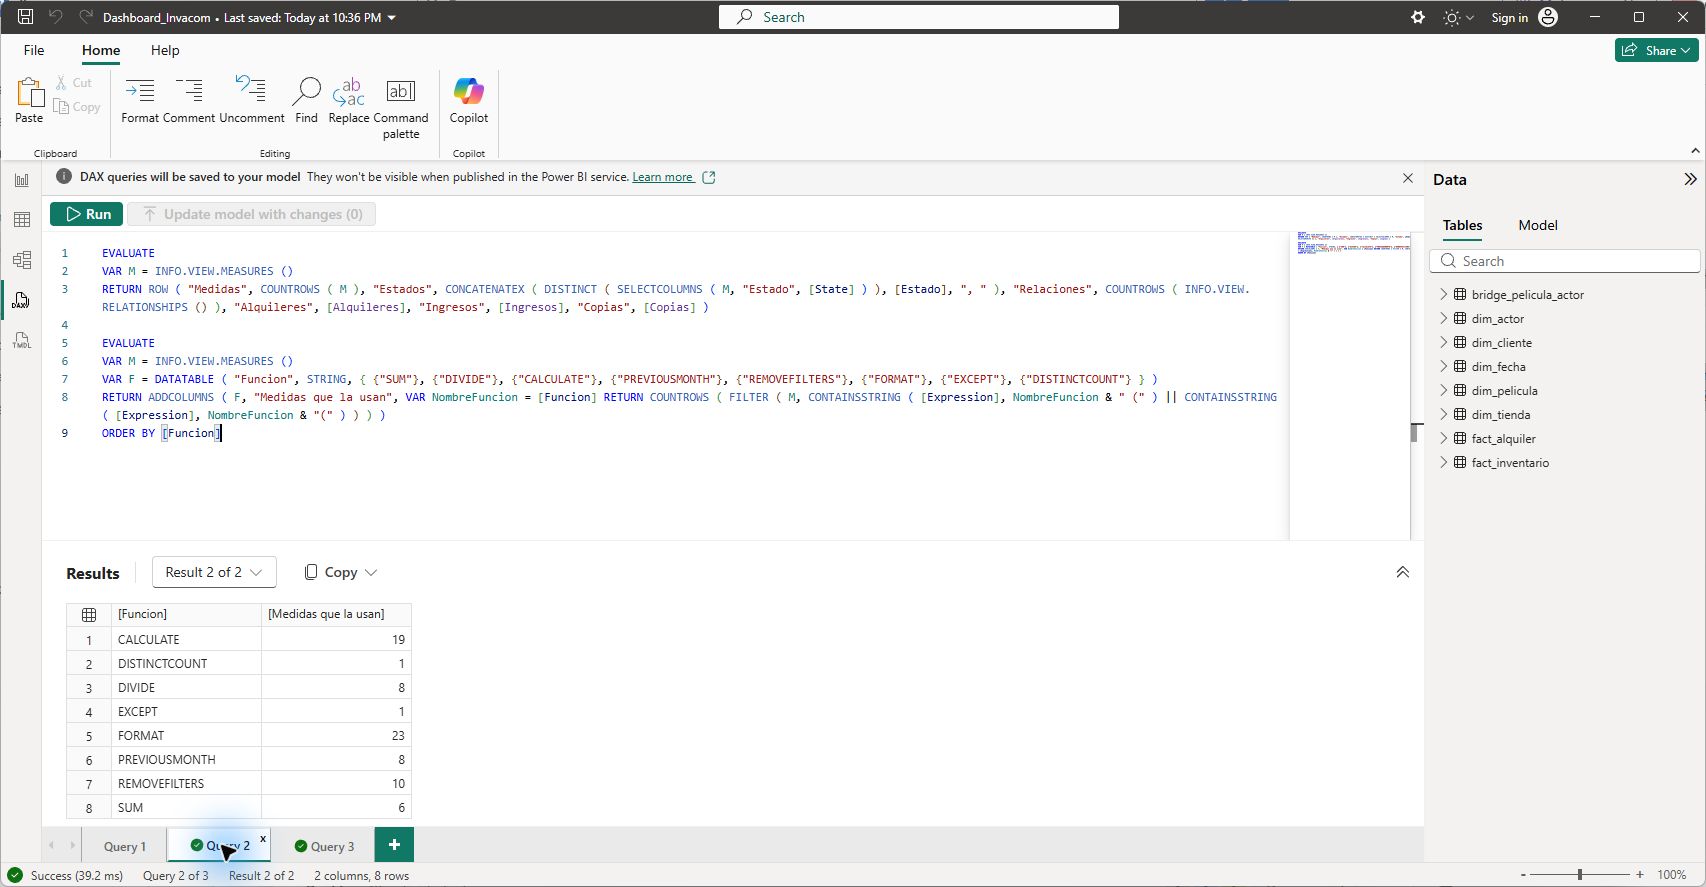 Dashboard_Invacom • Last saved: Today at 10:36 PM
Search
Sign in
File
Home
Help
Share
Paste
Cut
Copy
Format
Comment
Uncomment
Find
Replace
Command palette
Copilot
Clipboard
Editing
Copilot
DAX queries will be saved to your model They won't be visible when published in the Power BI service. Learn more
Run
Update model with changes (0)
1 EVALUATE
2 VAR M = INFO.VIEW.MEASURES ()
3 RETURN ROW ( "Medidas", COUNTROWS ( M ), "Estados", CONCATENATEX ( DISTINCT ( SELECTCOLUMNS ( M, "Estado", [State] ) ), [Estado], ", " ), "Relaciones", COUNTROWS ( INFO.VIEW.
RELATIONSHIPS () ), "Alquileres", [Alquileres], "Ingresos", [Ingresos], "Copias", [Copias] )
4
5 EVALUATE
6 VAR M = INFO.VIEW.MEASURES ()
7 VAR F = DATATABLE ( "Funcion", STRING, { {"SUM"}, {"DIVIDE"}, {"CALCULATE"}, {"PREVIOUSMONTH"}, {"REMOVEFILTERS"}, {"FORMAT"}, {"EXCEPT"}, {"DISTINCTCOUNT"} } )
8 RETURN ADDCOLUMNS ( F, "Medidas que la usan", VAR NombreFuncion = [Funcion] RETURN COUNTROWS ( FILTER ( M, CONTAINSSTRING ( [Expression], NombreFuncion & " (" ) || CONTAINSSTRING
( [Expression], NombreFuncion & "(" ) ) ) )
9 ORDER BY [Funcion]
Results
Result 2 of 2
Copy
[Funcion] [Medidas que la usan]
1 CALCULATE 19
2 DISTINCTCOUNT 1
3 DIVIDE 8
4 EXCEPT 1
5 FORMAT 23
6 PREVIOUSMONTH 8
7 REMOVEFILTERS 10
8 SUM 6
Query 1
Query 2 x
Query 3
+
Success (39.2 ms) Query 2 of 3 Result 2 of 2 2 columns, 8 rows
- + 100%
Data
Tables
Model
Search
bridge_pelicula_actor
dim_actor
dim_cliente
dim_fecha
dim_pelicula
dim_tienda
fact_alquiler
fact_inventario
DAX
TMDL